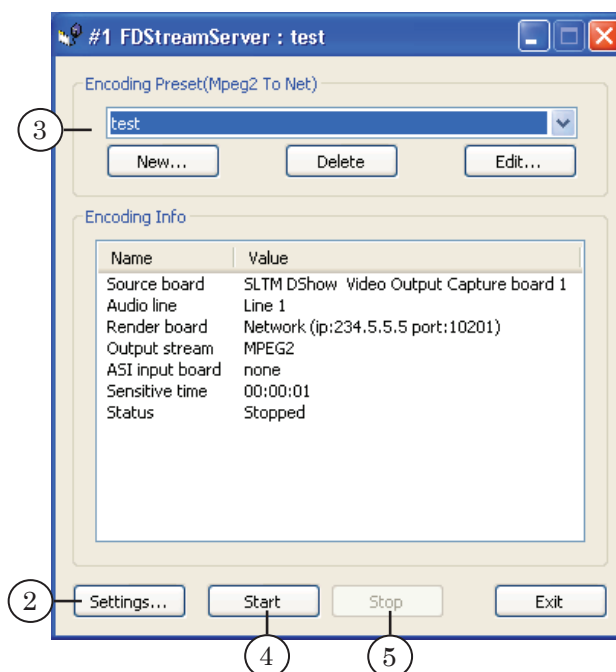 #1 FDStreamServer : test
Encoding Preset(Mpeg2 To Net)
3
test
New... Delete Edit...
Encoding Info
Name Value
Source board SLTM DShow Video Output Capture board 1
Audio line Line 1
Render board Network (ip:234.5.5.5 port:10201)
Output stream MPEG2
ASI input board none
Sensitive time 00:00:01
Status Stopped
2 Settings... Start Stop Exit
4 5